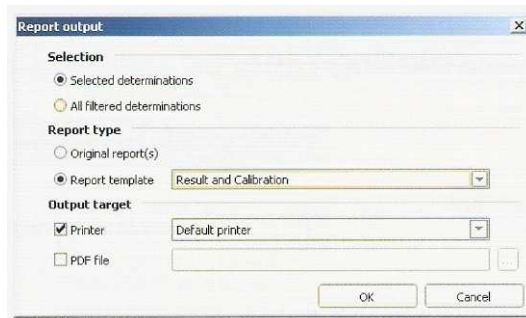 Report output
Selection
Selected determinations
All filtered determinations
Report type
Original report(s)
Report template Result and Calibration
Output target
Printer Default printer
PDF file ...
OK Cancel